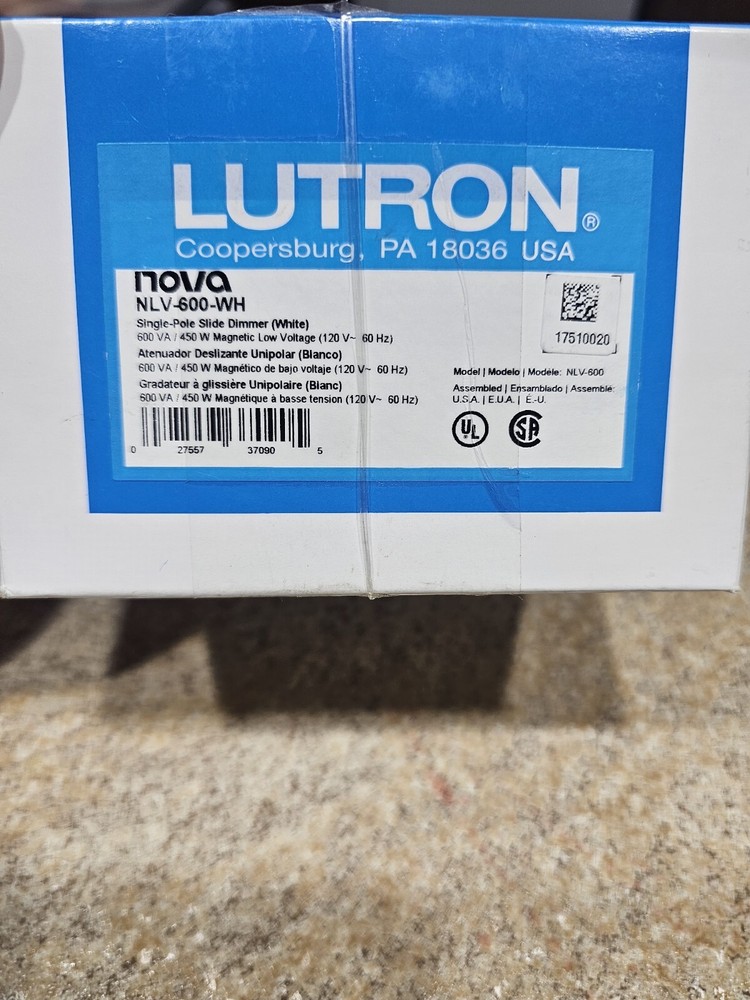 LUTRON®
Coopersburg, PA 18036 USA
nova
NLV-600-WH
Single-Pole Slide Dimmer (White)
600 VA / 450 W Magnetic Low Voltage (120 V~ 60 Hz)
Atenuador Deslizante Unipolar (Blanco)
600 VA / 450 W Magnético de bajo voltaje (120 V~ 60 Hz)
Gradateur à glissière Unipolaire (Blanc)
600 VA / 450 W Magnétique à basse tension (120 V~ 60 Hz)
0 27557 37090 5
17510020
Model | Modelo | Modèle: NLV-600
Assembled | Ensamblado | Assemblé:
U.S.A. | E.U.A. | É.-U.
UL
SA